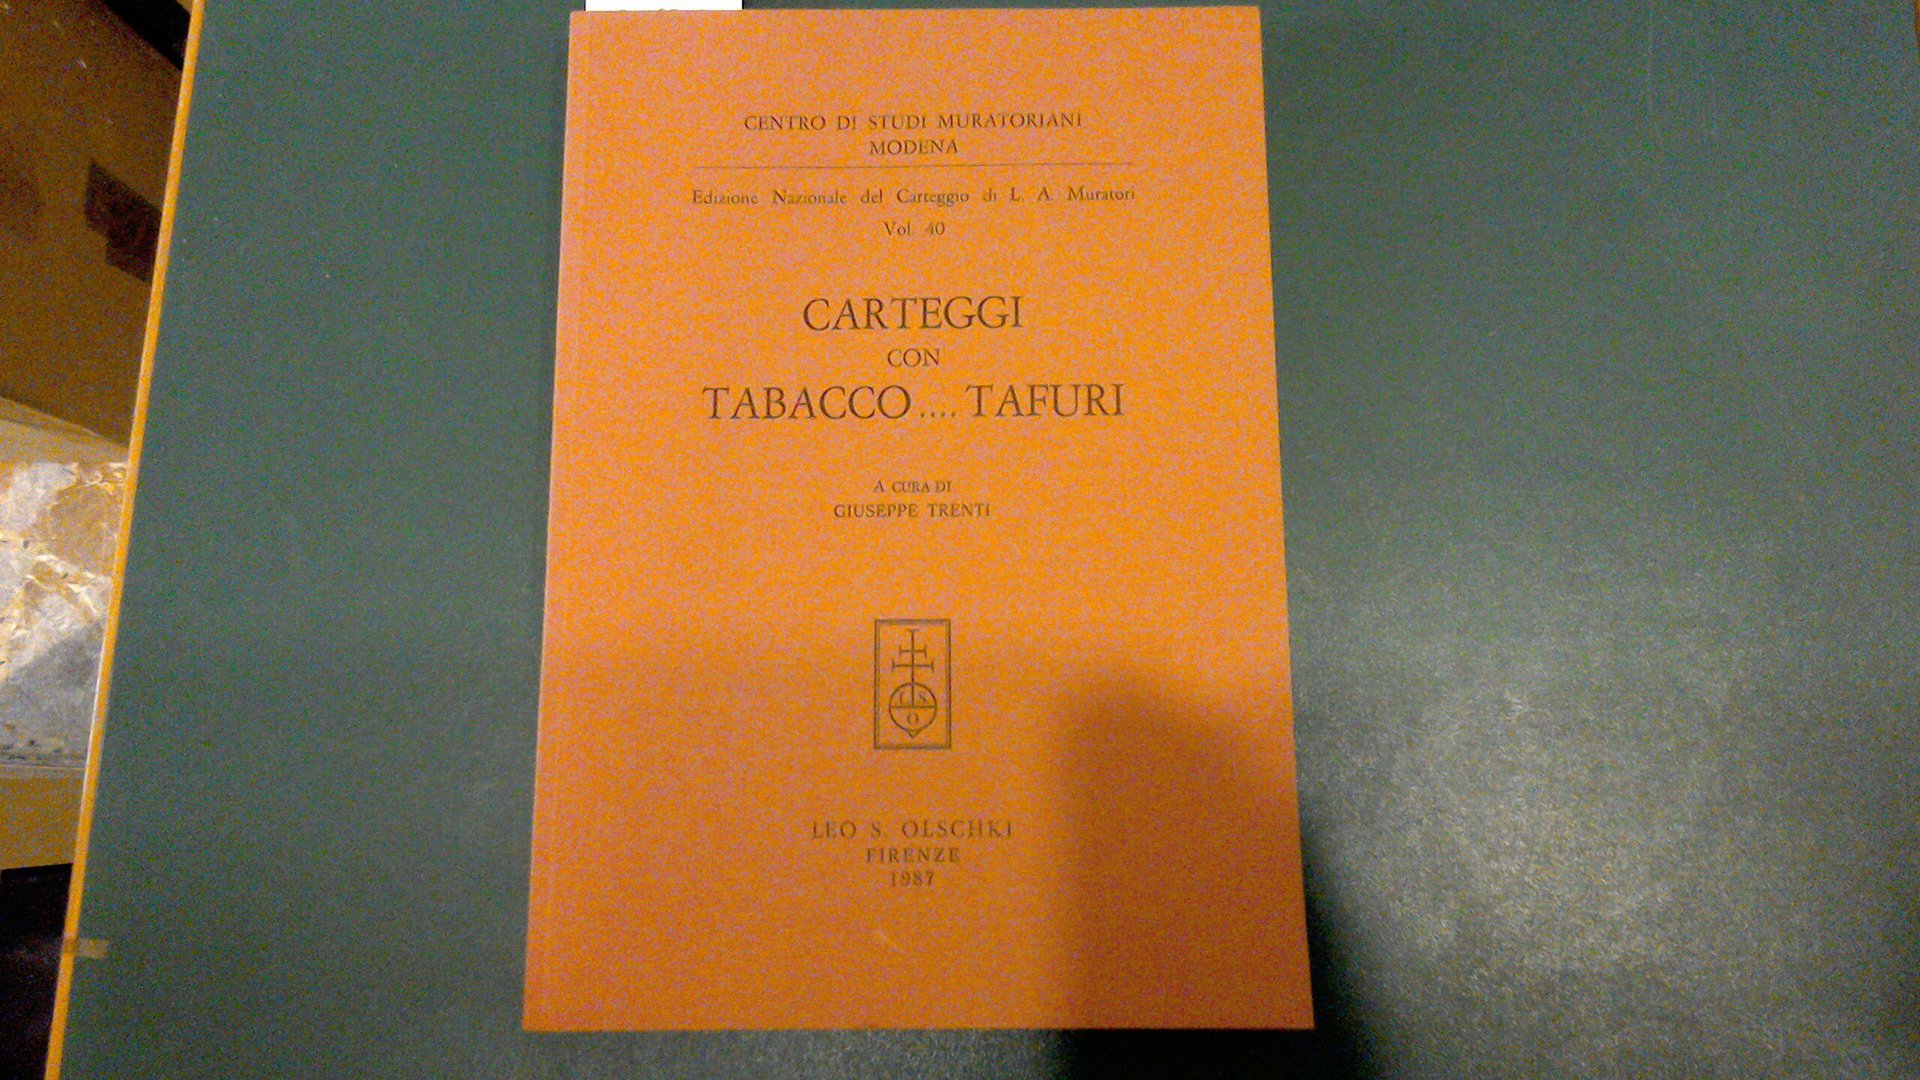 CENTRO DI STUDI MURATORIANI
MODENA
Edizione Nazionale del Carteggio di L. A. Muratori
Vol. 40
CARTEGGI
CON
TABACCO .... TAFURI
A CURA DI
GIUSEPPE TRENTI
L S
O
LEO S. OLSCHKI
FIRENZE
1987